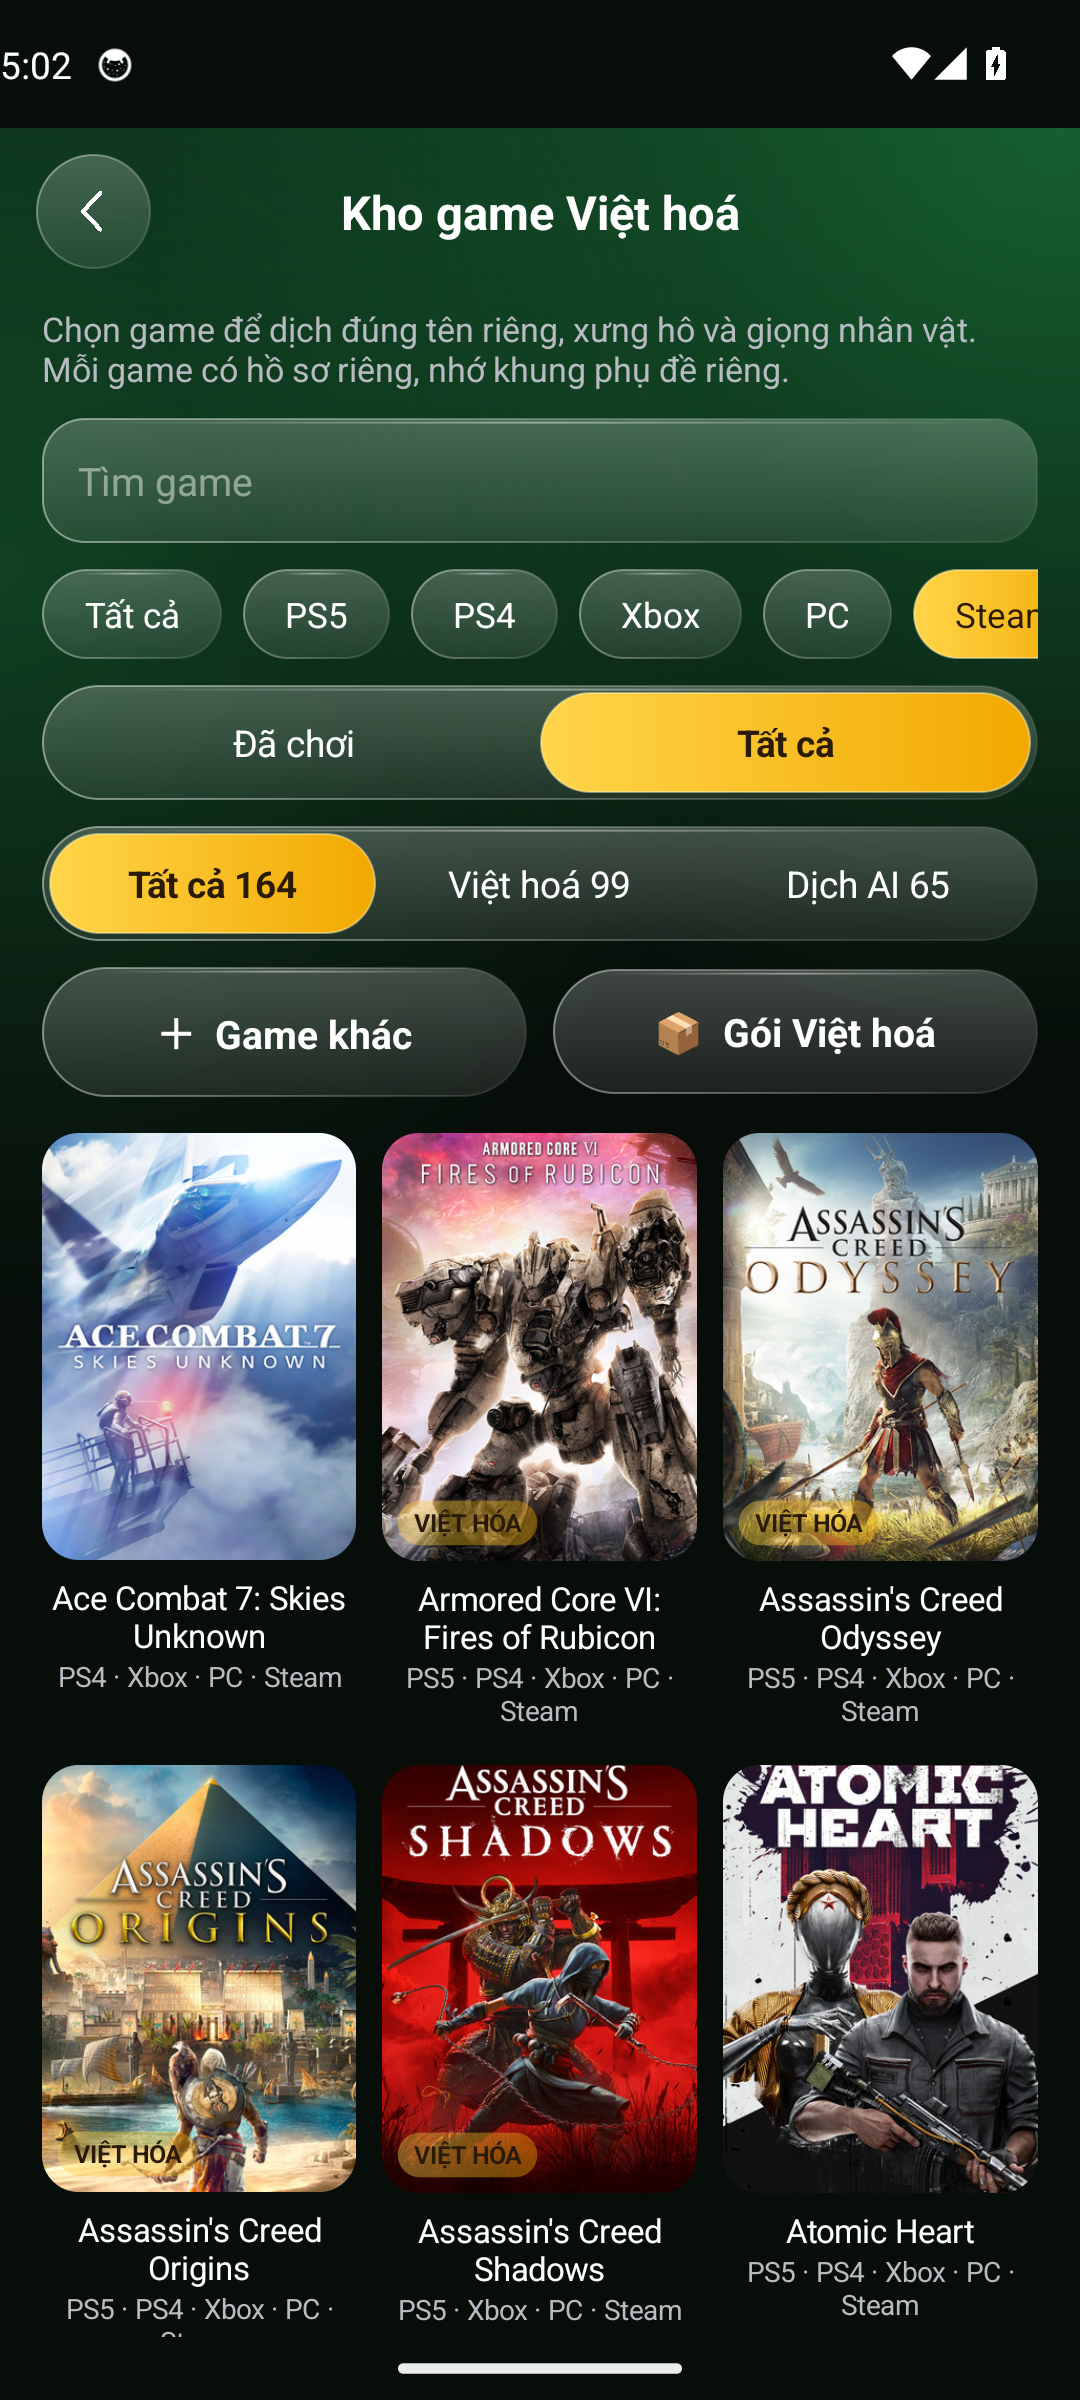 5:02
Kho game Việt hoá
Chọn game để dịch đúng tên riêng, xưng hô và giọng nhân vật.
Mỗi game có hồ sơ riêng, nhớ khung phụ đề riêng.
Tìm game
Tất cả PS5 PS4 Xbox PC Steam
Đã chơi Tất cả
Tất cả 164 Việt hoá 99 Dịch AI 65
+ Game khác Gói Việt hoá
ACE COMBAT 7
SKIES UNKNOWN
ARMORED CORE VI
FIRES OF RUBICON
VIỆT HÓA
ASSASSIN'S
CREED
ODYSSEY
VIỆT HÓA
Ace Combat 7: Skies
Unknown
PS4 · Xbox · PC · Steam
Armored Core VI:
Fires of Rubicon
PS5 · PS4 · Xbox · PC ·
Steam
Assassin's Creed
Odyssey
PS5 · PS4 · Xbox · PC ·
Steam
ASSASSIN'S
CREED
ORIGINS
VIỆT HÓA
ASSASSIN'S
CREED
SHADOWS
VIỆT HÓA
ATOMIC
HEART
Assassin's Creed
Origins
PS5 · PS4 · Xbox · PC ·
Assassin's Creed
Shadows
PS5 · Xbox · PC · Steam
Atomic Heart
PS5 · PS4 · Xbox · PC ·
Steam